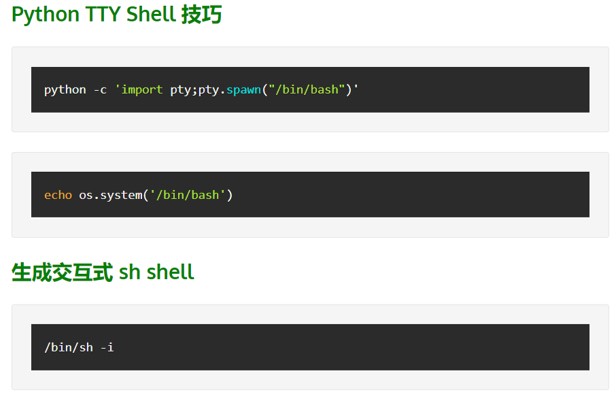 Python TTY Shell 技巧
python -c 'import pty;pty.spawn("/bin/bash")'
echo os.system('/bin/bash')
生成交互式 sh shell
/bin/sh -i